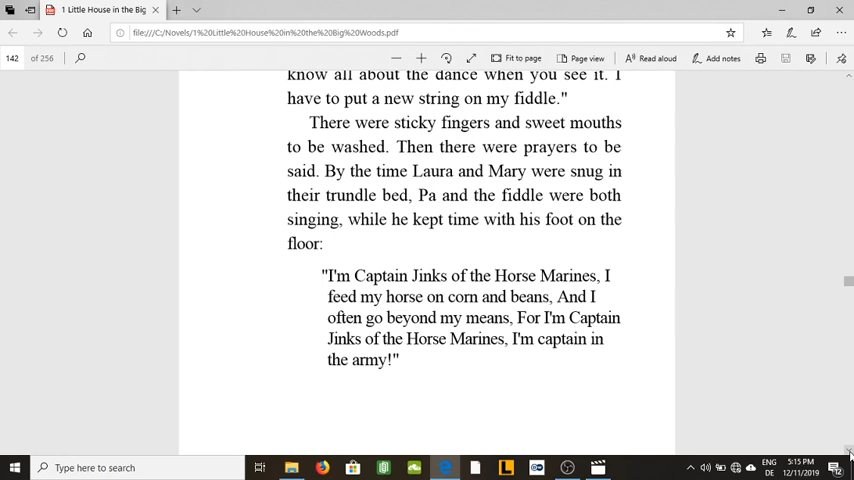 1 Little House in the Big
file:///C:/Novels/1%20Little%20House%20in%20the%20Big%20Woods.pdf
142 of 256
Fit to page
Page view
Read aloud
Add notes
know all about the dance when you see it. I
have to put a new string on my fiddle."
There were sticky fingers and sweet mouths
to be washed. Then there were prayers to be
said. By the time Laura and Mary were snug in
their trundle bed, Pa and the fiddle were both
singing, while he kept time with his foot on the
floor:
"I'm Captain Jinks of the Horse Marines, I
feed my horse on corn and beans, And I
often go beyond my means, For I'm Captain
Jinks of the Horse Marines, I'm captain in
the army!"
Type here to search
ENG
DE
5:15 PM
12/11/2019
12